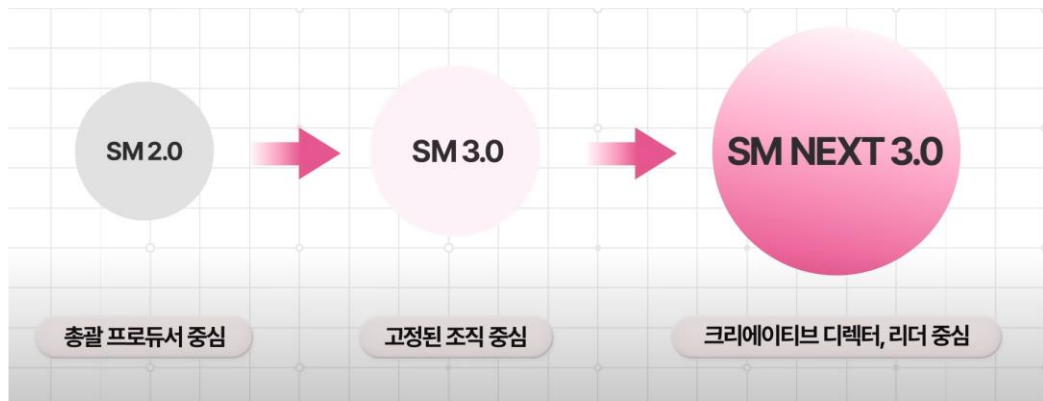 SM 2.0
SM 3.0
SM NEXT 3.0
총괄 프로듀서 중심
고정된 조직 중심
크리에이티브 디렉터, 리더 중심